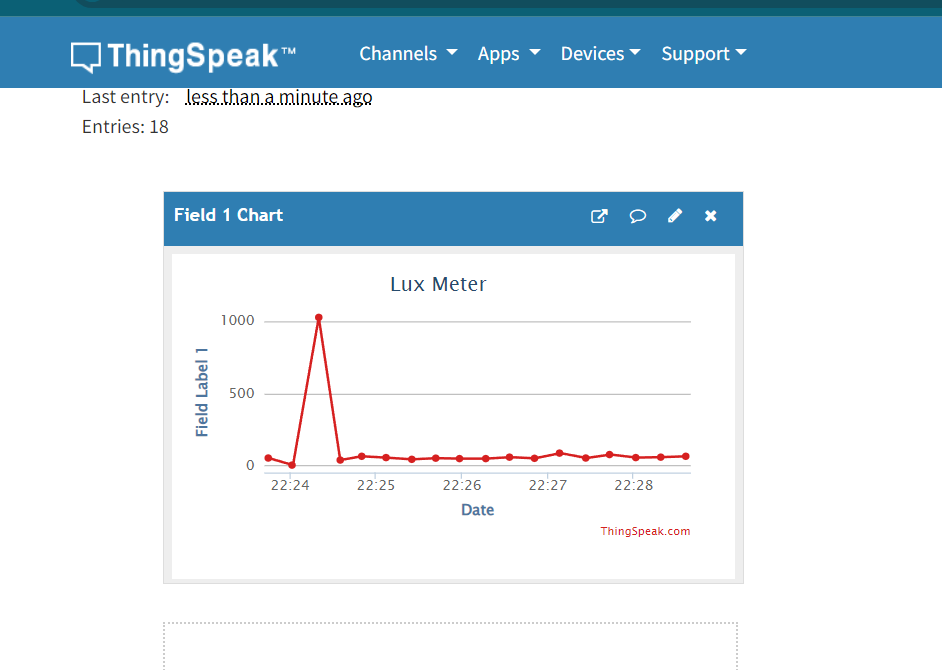 ThingSpeak™ Channels Apps Devices Support
Last entry: less than a minute ago
Entries: 18
Field 1 Chart
Lux Meter
1000
500
0
Field Label 1
22:24 22:25 22:26 22:27 22:28
Date
ThingSpeak.com